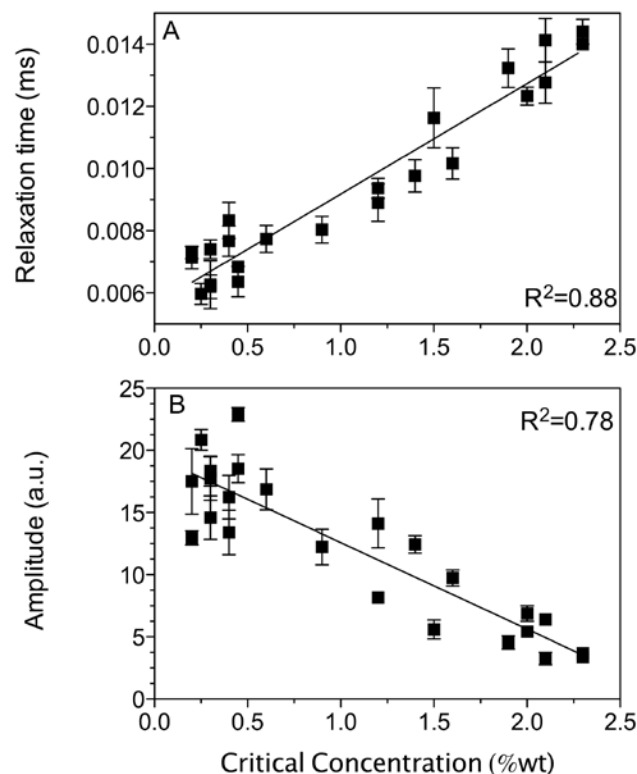 A
0.014
0.012
0.010
0.008
0.006
Relaxation time (ms)
R²=0.88
0.0 0.5 1.0 1.5 2.0 2.5
B
25
20
15
10
5
0
Amplitude (a.u.)
R²=0.78
0.0 0.5 1.0 1.5 2.0 2.5
Critical Concentration (%wt)